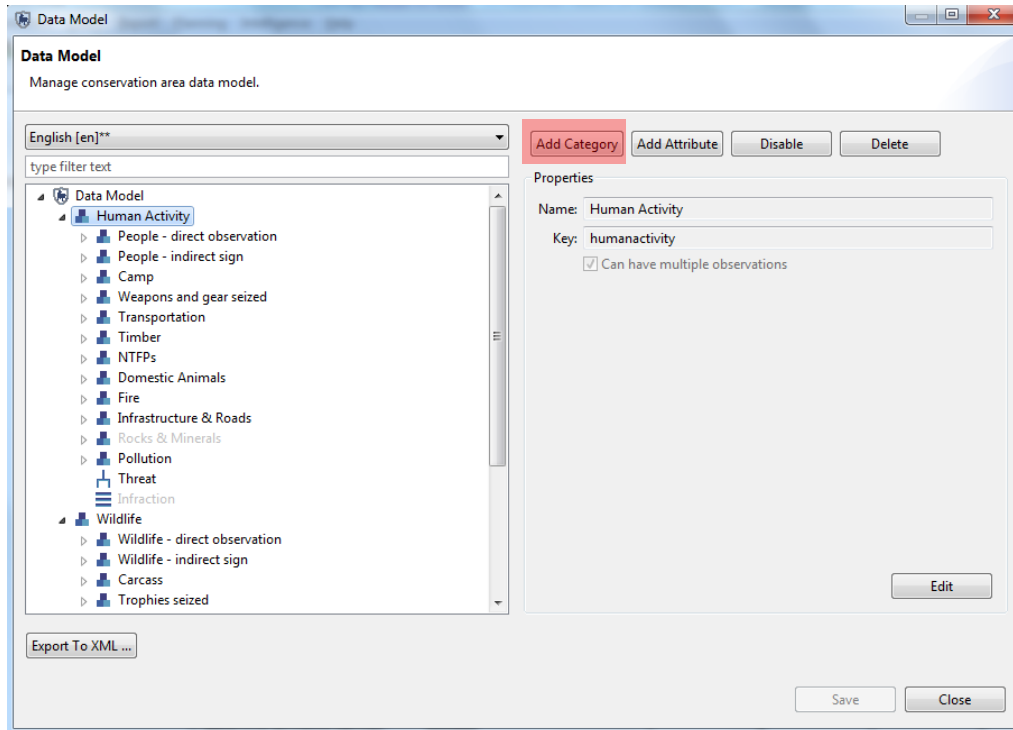 Data Model
Data Model
Manage conservation area data model.
English [en]**
type filter text
Data Model
Human Activity
People - direct observation
People - indirect sign
Camp
Weapons and gear seized
Transportation
Timber
NTFPs
Domestic Animals
Fire
Infrastructure & Roads
Rocks & Minerals
Pollution
Threat
Infraction
Wildlife
Wildlife - direct observation
Wildlife - indirect sign
Carcass
Trophies seized
Export To XML ...
Add Category Add Attribute Disable Delete
Properties
Name: Human Activity
Key: humanactivity
Can have multiple observations
Edit
Save Close